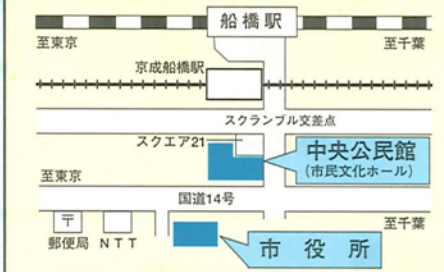 船橋駅
至東京
至千葉
京成船橋駅
スクランブル交差点
スクエア21
中央公民館
(市民文化ホール)
至東京
国道14号
至千葉
〒
郵便局
NTT
市役所